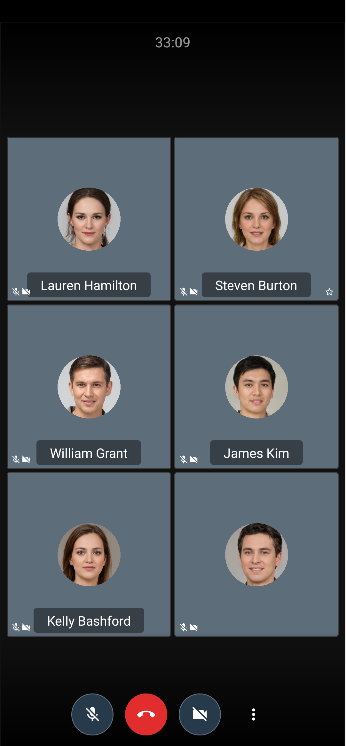 33:09
Lauren Hamilton
Steven Burton
William Grant
James Kim
Kelly Bashford